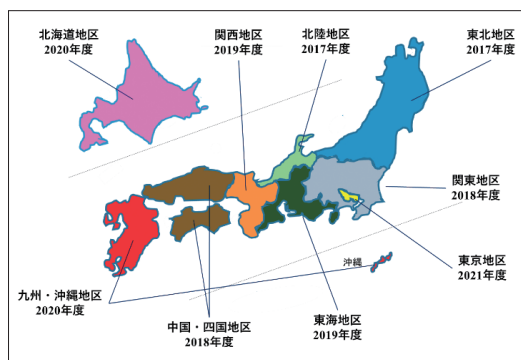 北海道地区
2020年度
関西地区
2019年度
北陸地区
2017年度
東北地区
2017年度
関東地区
2018年度
東京地区
2021年度
沖縄
九州・沖縄地区
2020年度
中国・四国地区
2018年度
東海地区
2019年度